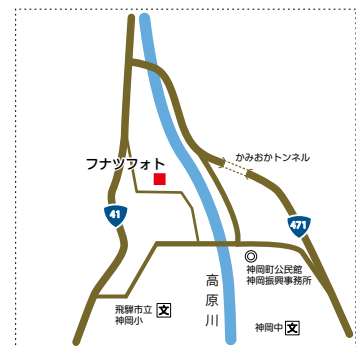 かみおかトンネル
フナツフォト
41
471
神岡町公民館
神岡振興事務所
高原川
飛騨市立
神岡小
文
神岡中
文